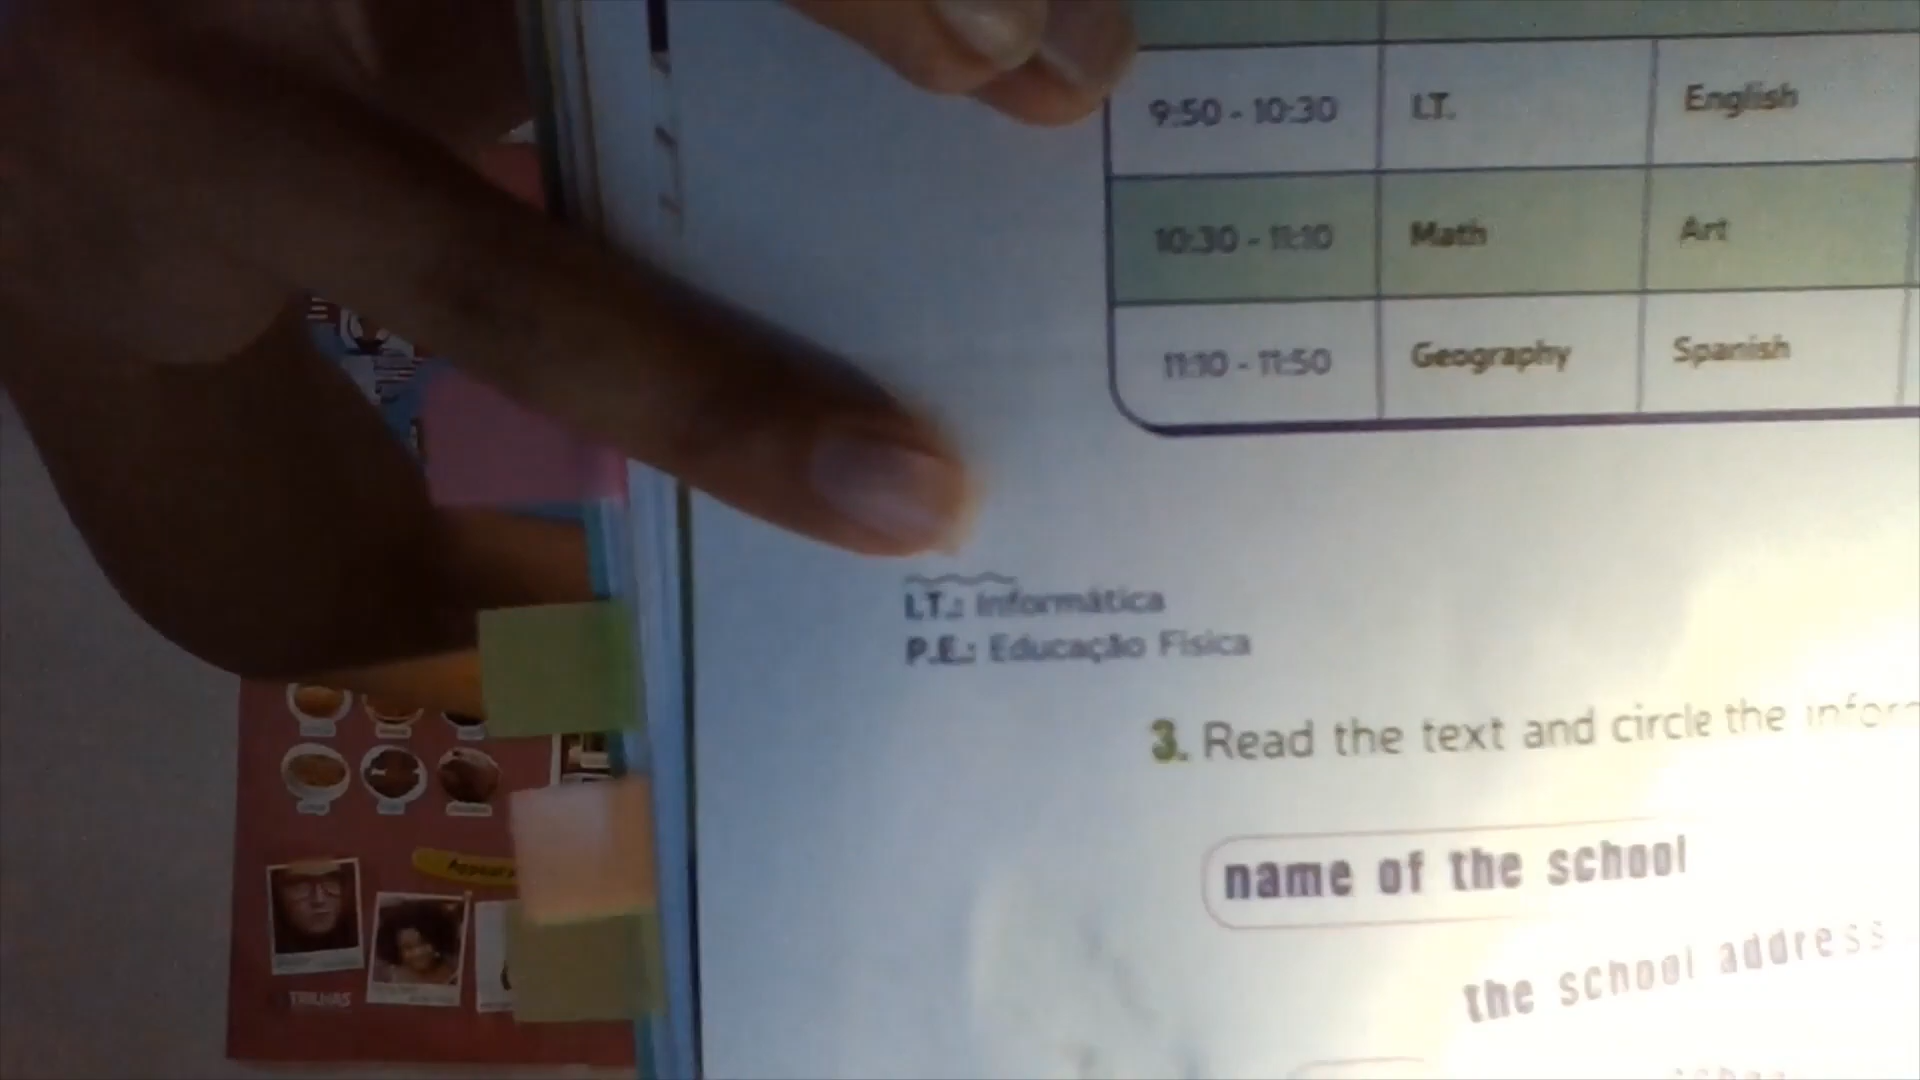 9:50 - 10:30 I.T. English
10:30 - 11:10 Math Art
11:10 - 11:50 Geography Spanish
I.T.: Informática
P.E.: Educação Física
3. Read the text and circle the
name of the school
the school address
TRILHAS